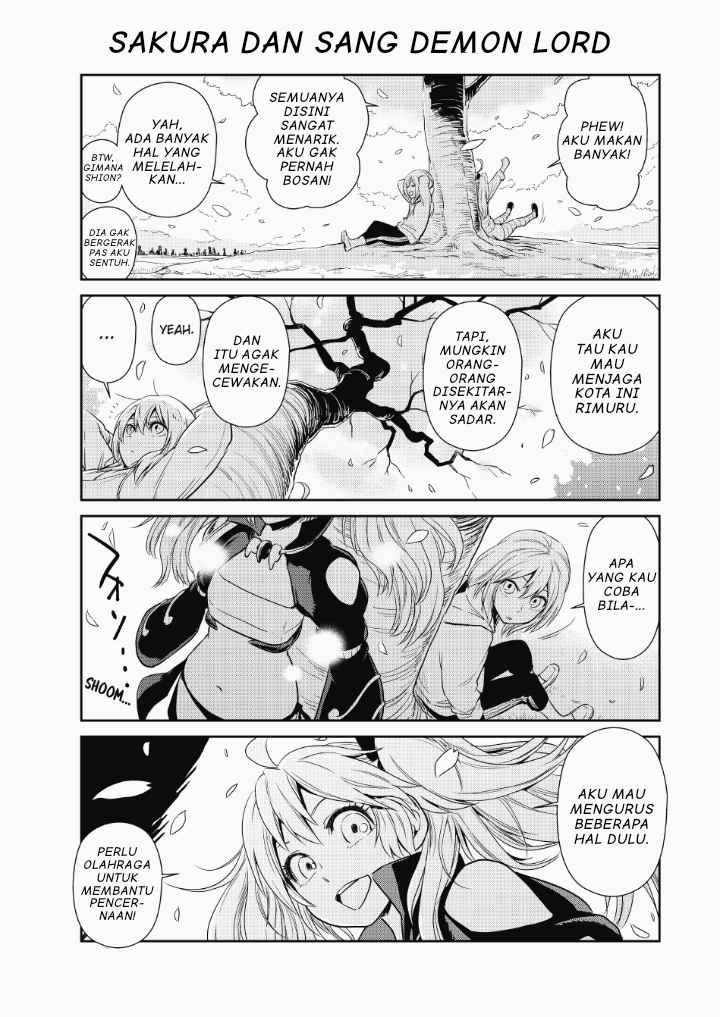 SAKURA DAN SANG DEMON LORD
PHEW!
AKU MAKAN
BANYAK!
SEMUANYA
DISINI
SANGAT
MENARIK.
AKU GAK
PERNAH
BOSAN!
YAH,
ADA BANYAK
HAL YANG
MELELAH-
KAN...
BTW,
GIMANA
SHION?
DIA GAK
BERGERAK
PAS AKU
SENTUH.
AKU
TAU KAU
MAU
MENJAGA
KOTA INI
RIMURU.
TAPI,
MUNGKIN
ORANG-
ORANG
DISEKITAR-
NYA AKAN
SADAR.
DAN
ITU AGAK
MENGE-
CEWAKAN.
YEAH.
...
APA
YANG KAU
COBA
BILA-...
SHOOM...
AKU MAU
MENGURUS
BEBERAPA
HAL DULU.
PERLU
OLAHRAGA
UNTUK
MEMBANTU
PENCER-
NAAN!